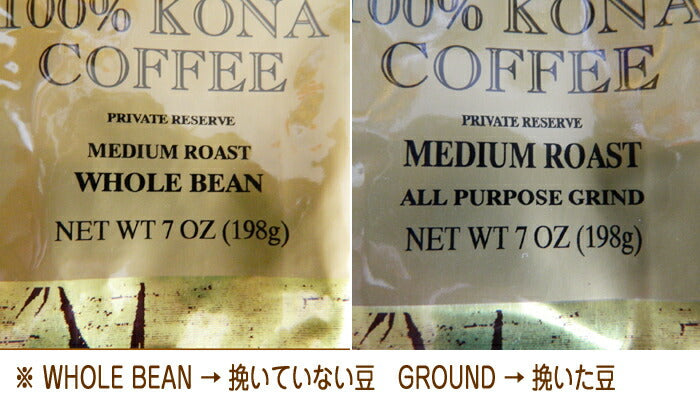 100% KONA
COFFEE
PRIVATE RESERVE
MEDIUM ROAST
WHOLE BEAN
NET WT 7 OZ (198g)
100% KONA
COFFEE
PRIVATE RESERVE
MEDIUM ROAST
ALL PURPOSE GRIND
NET WT 7 OZ (198g)
※ WHOLE BEAN → 挽いていない豆　GROUND → 挽いた豆